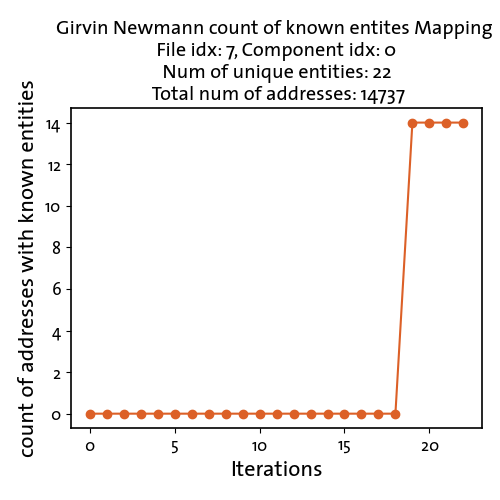 Girvin Newmann count of known entites Mapping
File idx: 7, Component idx: 0
Num of unique entities: 22
Total num of addresses: 14737
count of addresses with known entities
14
12
10
8
6
4
2
0
0 5 10 15 20
Iterations